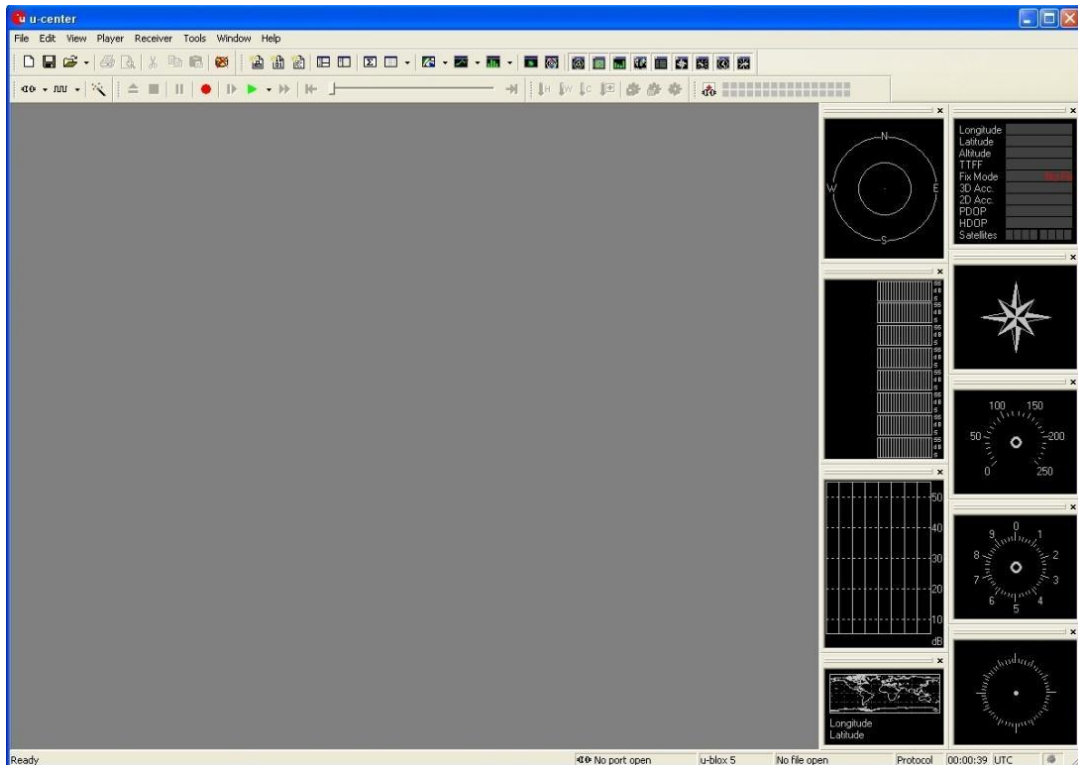 u-center
File Edit View Player Receiver Tools Window Help
N
W E
S
Longitude
Latitude
Altitude
TTFF
Fix Mode
3D Acc.
2D Acc.
PDOP
HDOP
Satellites
100 150
50 200
0 250
50
40
30
20
10
dB
0
9 1
8 2
7 3
6 4
5
Longitude
Latitude
Ready No port open u-blox 5 No file open Protocol 00:00:39 UTC